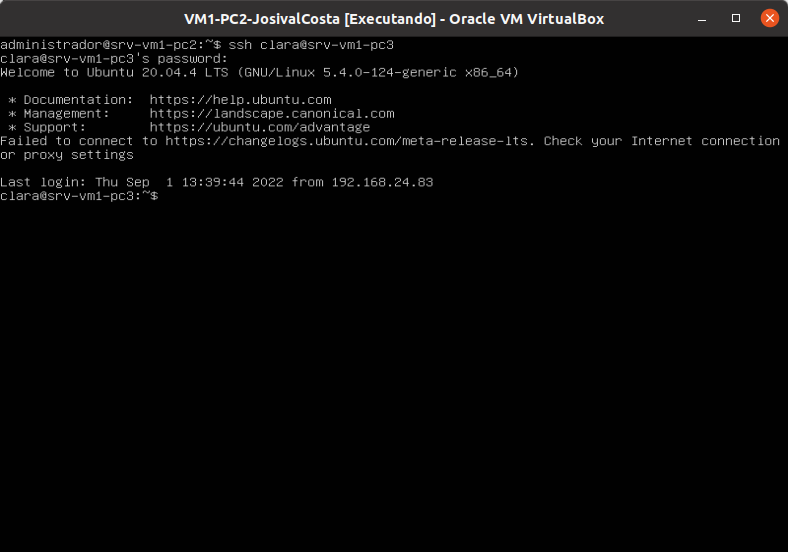 VM1-PC2-JosivalCosta [Executando] - Oracle VM VirtualBox
administrador@srv-vm1-pc2:~$ ssh clara@srv-vm1-pc3
clara@srv-vm1-pc3's password:
Welcome to Ubuntu 20.04.4 LTS (GNU/Linux 5.4.0-124-generic x86_64)
* Documentation:  https://help.ubuntu.com
* Management:     https://landscape.canonical.com
* Support:        https://ubuntu.com/advantage
Failed to connect to https://changelogs.ubuntu.com/meta-release-lts. Check your Internet connection
or proxy settings
Last login: Thu Sep  1 13:39:44 2022 from 192.168.24.83
clara@srv-vm1-pc3:~$